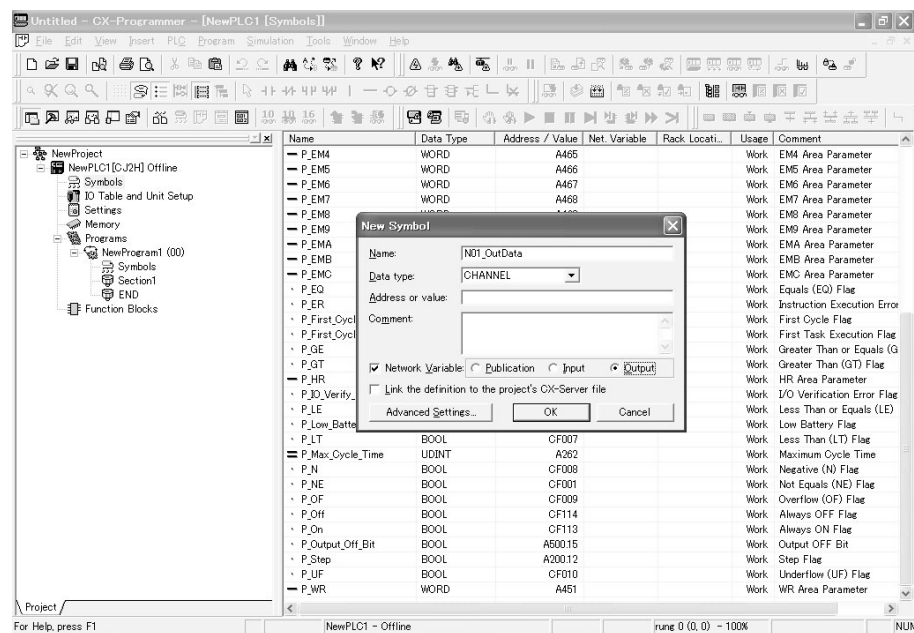 Untitled - CX-Programmer - [NewPLC1 [Symbols]]
File Edit View Insert PLC Program Simulation Tools Window Help
NewProject
NewPLC1[CJ2H] Offline
Symbols
IO Table and Unit Setup
Settings
Memory
Programs
NewProgram1 (00)
Symbols
Section1
END
Function Blocks
Project
Name Data Type Address / Value Net. Variable Rack Locati... Usage Comment
P_EM4 WORD A465 Work EM4 Area Parameter
P_EM5 WORD A466 Work EM5 Area Parameter
P_EM6 WORD A467 Work EM6 Area Parameter
P_EM7 WORD A468 Work EM7 Area Parameter
P_EM8 Work EM8 Area Parameter
P_EM9 Work EM9 Area Parameter
P_EMA Work EMA Area Parameter
P_EMB Work EMB Area Parameter
P_EMC Work EMC Area Parameter
P_EQ Work Equals (EQ) Flag
P_ER Work Instruction Execution Error
P_First_Cycl Work First Cycle Flag
P_First_Cycl Work First Task Execution Flag
P_GE Work Greater Than or Equals (G
P_GT Work Greater Than (GT) Flag
P_HR Work HR Area Parameter
P_IO_Verify_ Work I/O Verification Error Flag
P_LE Work Less Than or Equals (LE)
P_Low_Batte Work Low Battery Flag
P_LT BOOL CF007 Work Less Than (LT) Flag
P_Max_Cycle_Time UDINT A262 Work Maximum Cycle Time
P_N BOOL CF008 Work Negative (N) Flag
P_NE BOOL CF001 Work Not Equals (NE) Flag
P_OF BOOL CF009 Work Overflow (OF) Flag
P_Off BOOL CF114 Work Always OFF Flag
P_On BOOL CF113 Work Always ON Flag
P_Output_Off_Bit BOOL A500.15 Work Output OFF Bit
P_Step BOOL A200.12 Work Step Flag
P_UF BOOL CF010 Work Underflow (UF) Flag
P_WR WORD A451 Work WR Area Parameter
New Symbol
Name: N01_OutData
Data type: CHANNEL
Address or value:
Comment:
Network Variable: Publication Input Output
Link the definition to the project's CX-Server file
Advanced Settings... OK Cancel
For Help, press F1 NewPLC1 - Offline rung 0 (0, 0) - 100% NUM